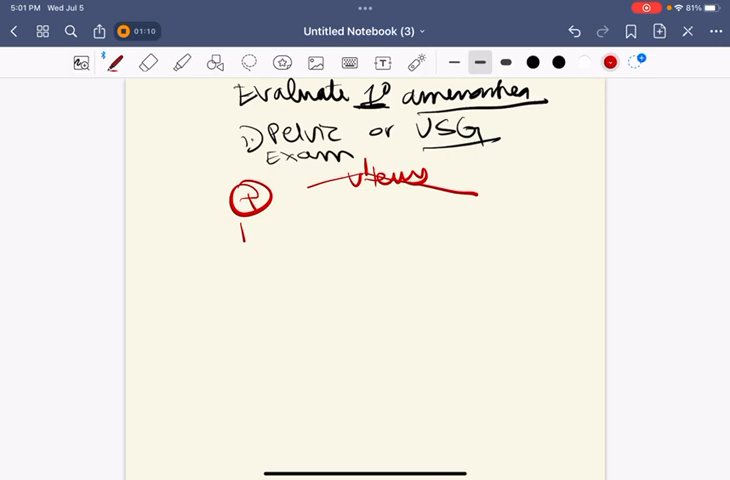 5:01 PM Wed Jul 5
81%
01:10
Untitled Notebook (3)
T
Evaluate 1° amenorrhea
1) Pelvic or USG
Exam
uterus
+